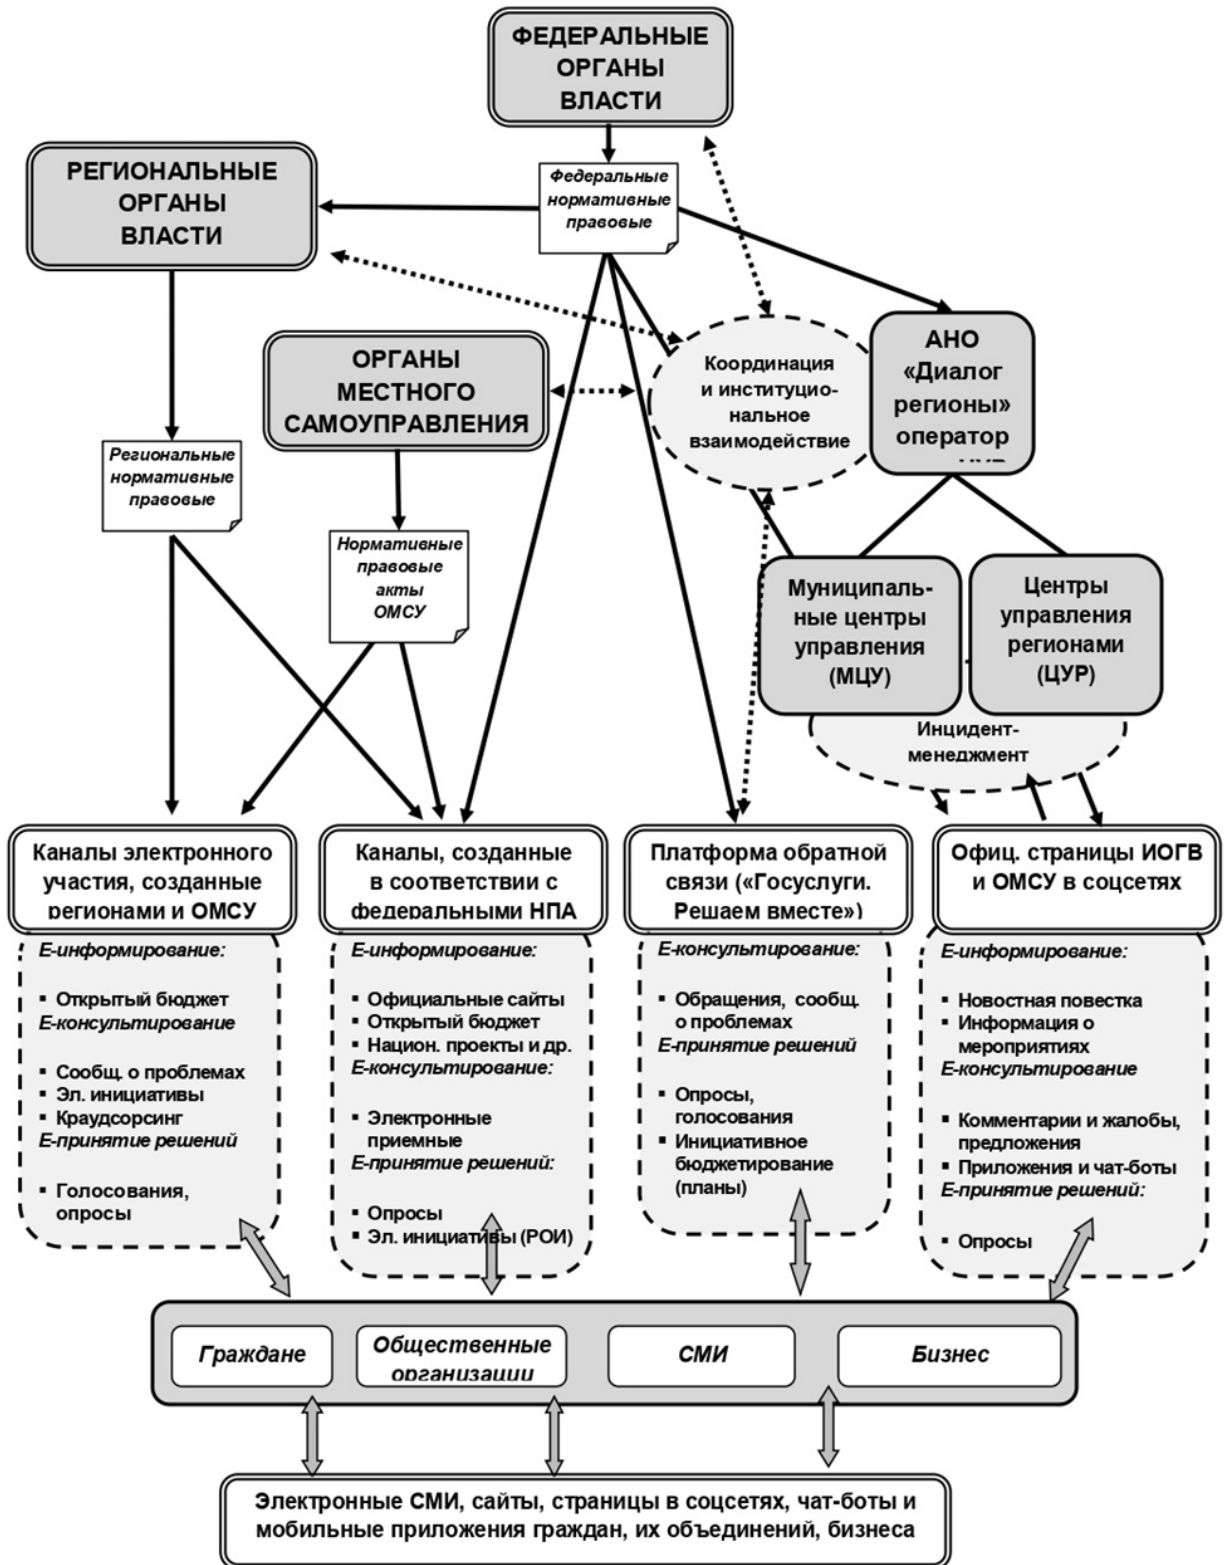 ФЕДЕРАЛЬНЫЕ
ОРГАНЫ
ВЛАСТИ
РЕГИОНАЛЬНЫЕ
ОРГАНЫ
ВЛАСТИ
Федеральные
нормативные
правовые
ОРГАНЫ
МЕСТНОГО
САМОУПРАВЛЕНИЯ
Координация
и институцио-
нальное
взаимодействие
АНО
«Диалог
регионы»
оператор
Региональные
нормативные
правовые
Нормативные
правовые
акты
ОМСУ
Муниципаль-
ные центры
управления
(МЦУ)
Центры
управления
регионами
(ЦУР)
Инцидент-
менеджмент
Каналы электронного
участия, созданные
регионами и ОМСУ
Е-информирование:
▪ Открытый бюджет
Е-консультирование
▪ Сообщ. о проблемах
▪ Эл. инициативы
▪ Краудсорсинг
Е-принятие решений
▪ Голосования,
опросы
Каналы, созданные
в соответствии с
федеральными НПА
Е-информирование:
▪ Официальные сайты
▪ Открытый бюджет
▪ Национ. проекты и др.
Е-консультирование:
▪ Электронные
приемные
Е-принятие решений:
▪ Опросы
▪ Эл. инициативы (РОИ)
Платформа обратной
связи («Госуслуги.
Решаем вместе»)
Е-консультирование:
▪ Обращения, сообщ.
о проблемах
Е-принятие решений
▪ Опросы,
голосования
▪ Инициативное
бюджетирование
(планы)
Офиц. страницы ИОГВ
и ОМСУ в соцсетях
Е-информирование:
▪ Новостная повестка
▪ Информация о
мероприятиях
Е-консультирование
▪ Комментарии и жалобы,
предложения
▪ Приложения и чат-боты
Е-принятие решений:
▪ Опросы
Граждане
Общественные
организации
СМИ
Бизнес
Электронные СМИ, сайты, страницы в соцсетях, чат-боты и
мобильные приложения граждан, их объединений, бизнеса